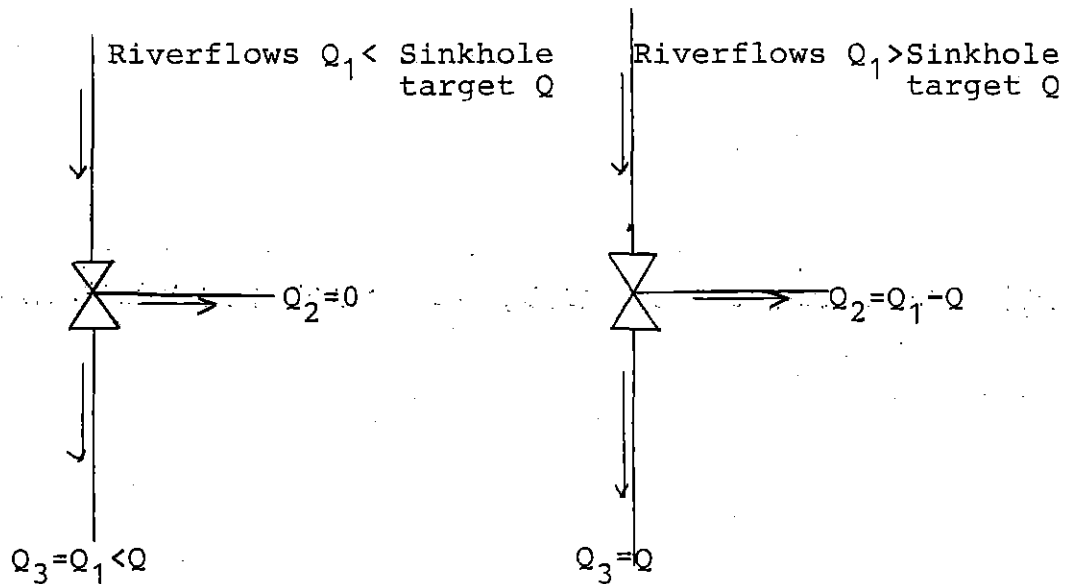 Riverflows Q₁< Sinkhole
target Q
Q₂=0
Q₃=Q₁<Q
Riverflows Q₁>Sinkhole
target Q
Q₂=Q₁-Q
Q₃=Q